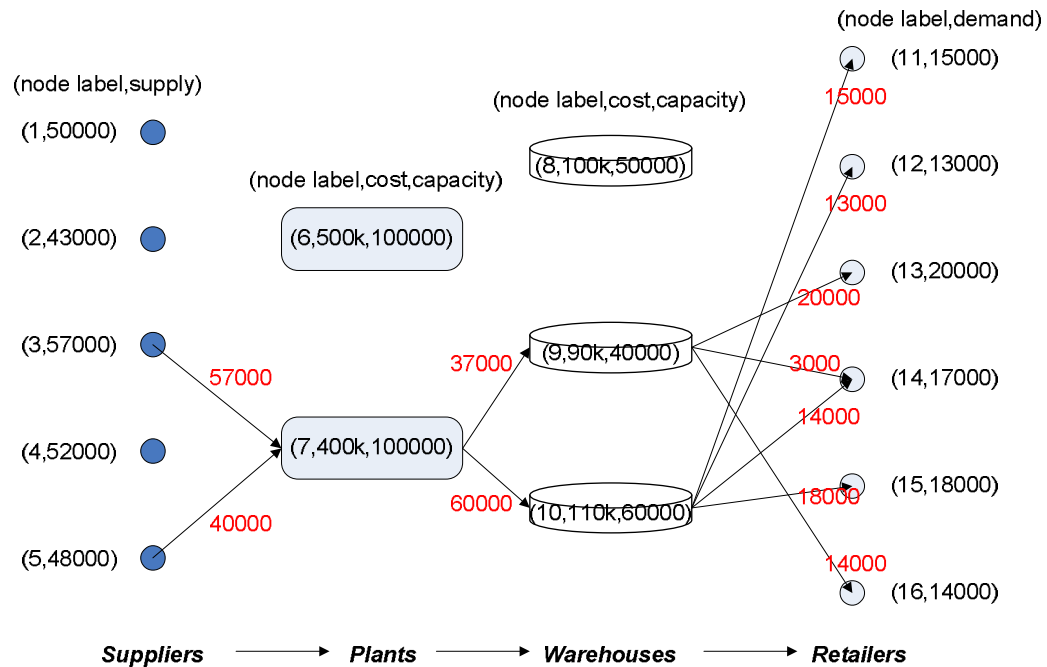 (node label,demand)
(11,15000)
(node label,supply)
15000
(node label,cost,capacity)
(1,50000)
(8,100k,50000)
(12,13000)
(node label,cost,capacity)
13000
(2,43000)
(6,500k,100000)
(13,20000)
20000
(3,57000)
(9,90k,40000)
37000
3000
57000
(14,17000)
14000
(4,52000)
(7,400k,100000)
(15,18000)
60000
18000
(10,110k,60000)
40000
(5,48000)
14000
(16,14000)
Suppliers
Plants
Warehouses
Retailers